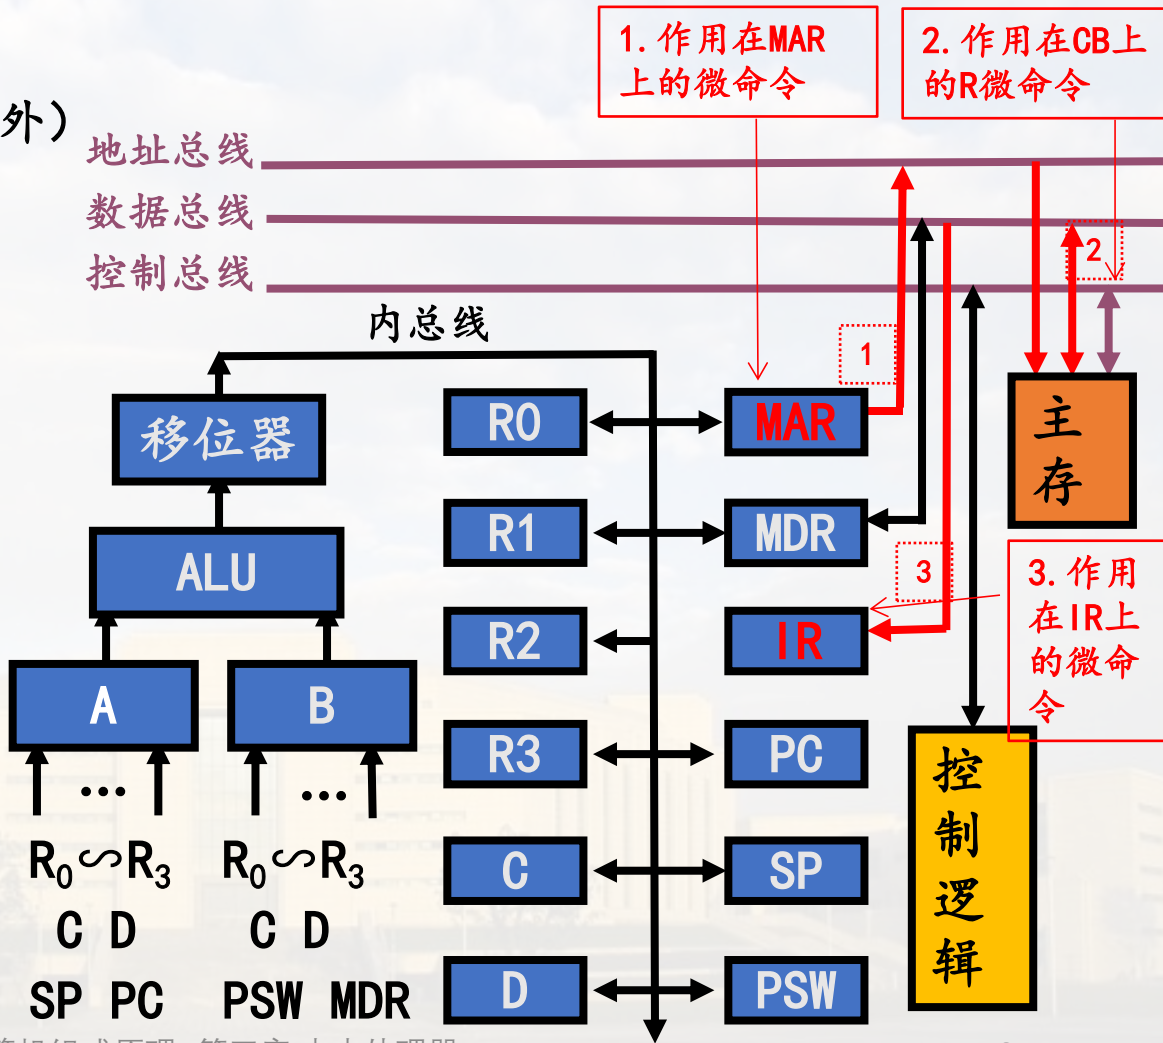 1. 作用在MAR
上的微命令
2. 作用在CB上
的R微命令
外)
地址总线
数据总线
控制总线
内总线
2
1
移位器
R0
MAR
主
存
R1
MDR
ALU
3
3. 作用
在IR上
的微命
令
R2
IR
A
B
R3
PC
控
制
逻
辑
...
...
R₀∽R₃
R₀∽R₃
C
SP
C D
C D
SP PC
PSW MDR
D
PSW